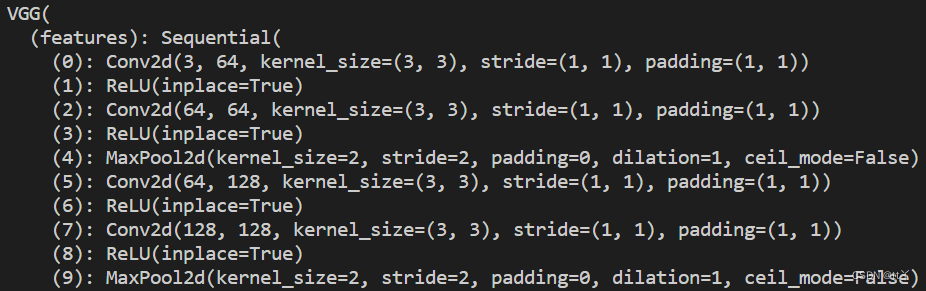 VGG(
  (features): Sequential(
    (0): Conv2d(3, 64, kernel_size=(3, 3), stride=(1, 1), padding=(1, 1))
    (1): ReLU(inplace=True)
    (2): Conv2d(64, 64, kernel_size=(3, 3), stride=(1, 1), padding=(1, 1))
    (3): ReLU(inplace=True)
    (4): MaxPool2d(kernel_size=2, stride=2, padding=0, dilation=1, ceil_mode=False)
    (5): Conv2d(64, 128, kernel_size=(3, 3), stride=(1, 1), padding=(1, 1))
    (6): ReLU(inplace=True)
    (7): Conv2d(128, 128, kernel_size=(3, 3), stride=(1, 1), padding=(1, 1))
    (8): ReLU(inplace=True)
    (9): MaxPool2d(kernel_size=2, stride=2, padding=0, dilation=1, ceil_mode=False)